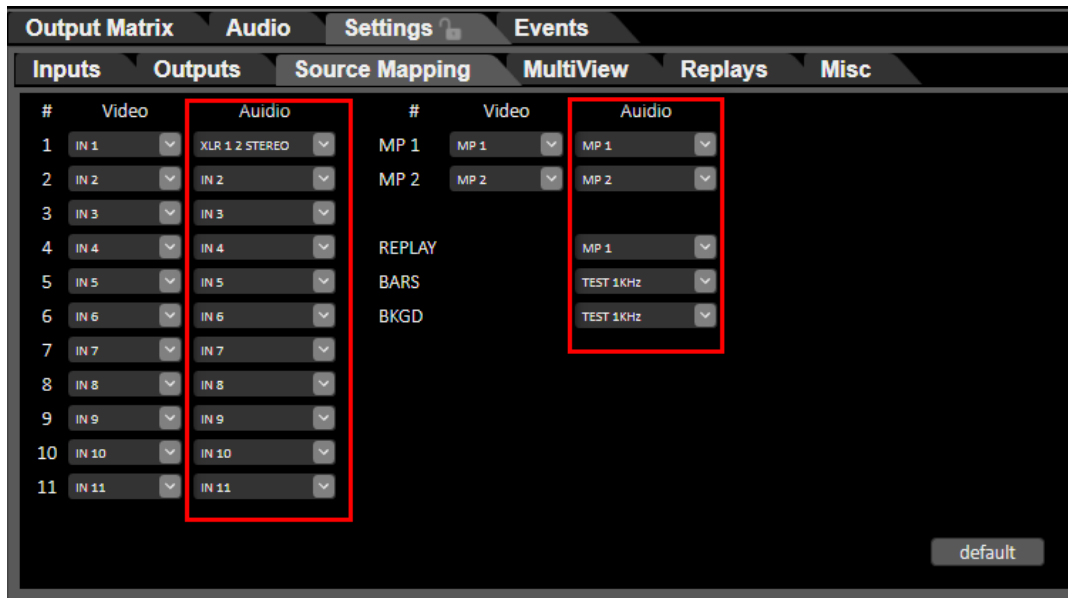 Output Matrix Audio Settings Events
Inputs Outputs Source Mapping MultiView Replays Misc
# Video Auidio # Video Auidio
1 IN 1 XLR 1 2 STEREO MP 1 MP 1 MP 1
2 IN 2 IN 2 MP 2 MP 2 MP 2
3 IN 3 IN 3
4 IN 4 IN 4 REPLAY MP 1
5 IN 5 IN 5 BARS TEST 1KHz
6 IN 6 IN 6 BKGD TEST 1KHz
7 IN 7 IN 7
8 IN 8 IN 8
9 IN 9 IN 9
10 IN 10 IN 10
11 IN 11 IN 11
default